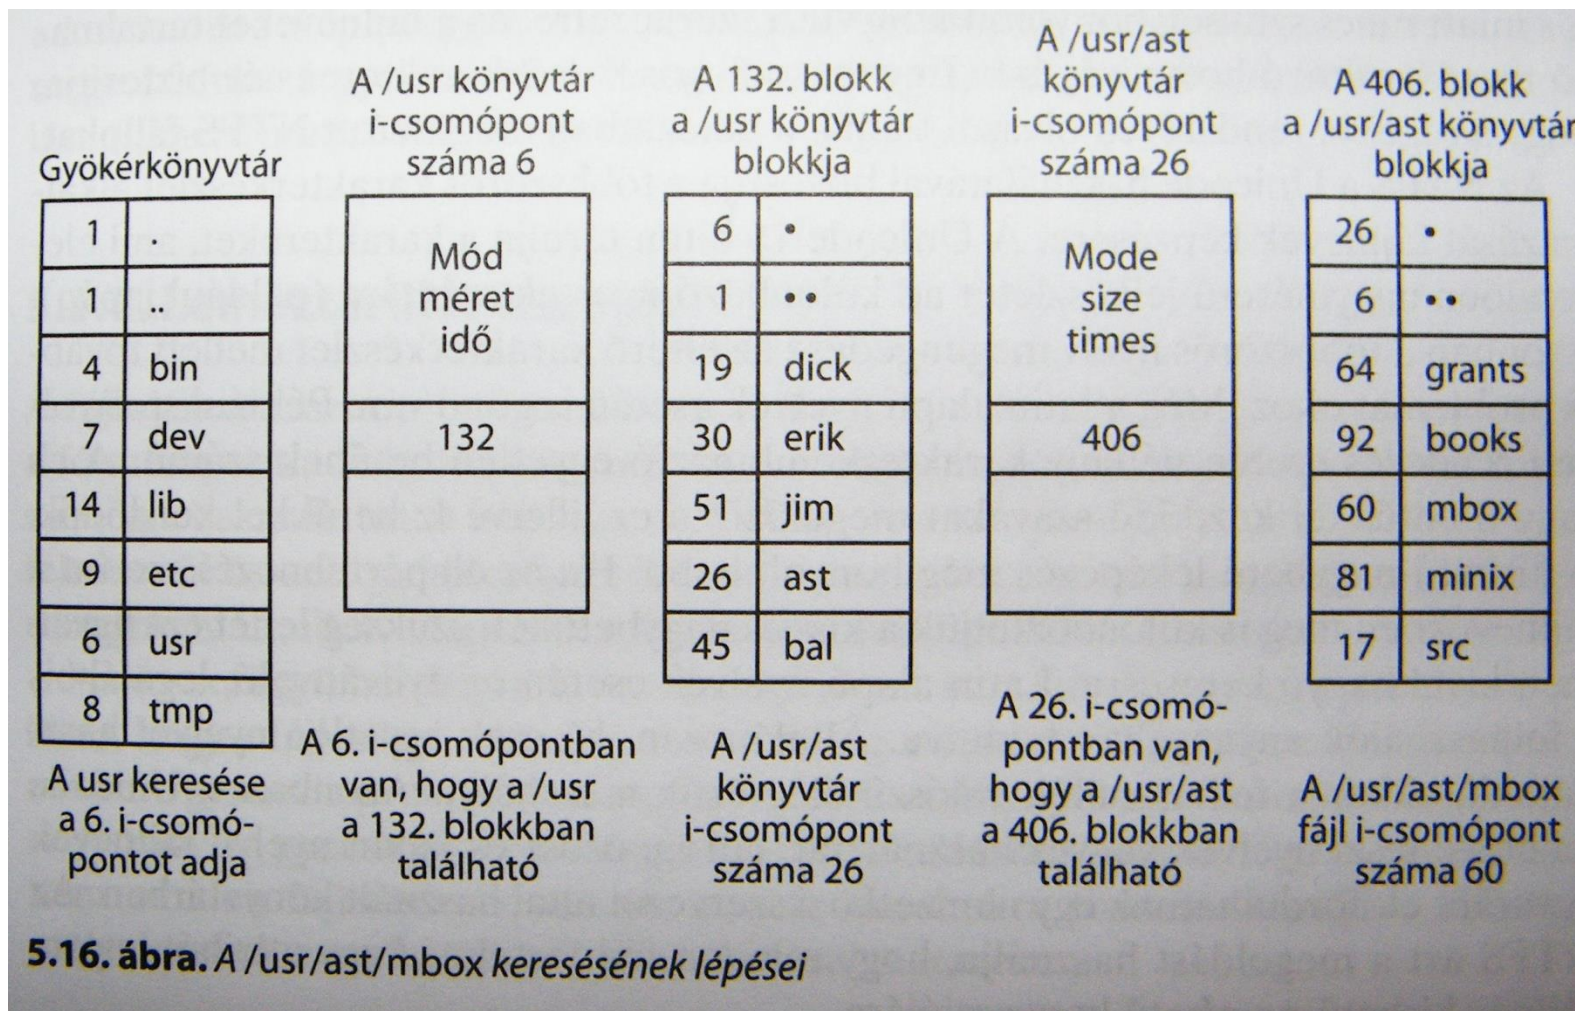 Gyökérkönyvtár
1 .
1 ..
4 bin
7 dev
14 lib
9 etc
6 usr
8 tmp
A usr keresése
a 6. i-csomó-
pontot adja
A /usr könyvtár
i-csomópont
száma 6
Mód
méret
idő
132
A 6. i-csomópontban
van, hogy a /usr
a 132. blokkban
található
A 132. blokk
a /usr könyvtár
blokkja
6 •
1 ••
19 dick
30 erik
51 jim
26 ast
45 bal
A /usr/ast
könyvtár
i-csomópont
száma 26
A /usr/ast
könyvtár
i-csomópont
száma 26
Mode
size
times
406
A 26. i-csomó-
pontban van,
hogy a /usr/ast
a 406. blokkban
található
A 406. blokk
a /usr/ast könyvtár
blokkja
26 •
6 ••
64 grants
92 books
60 mbox
81 minix
17 src
A /usr/ast/mbox
fájl i-csomópont
száma 60
5.16. ábra. A /usr/ast/mbox keresésének lépései